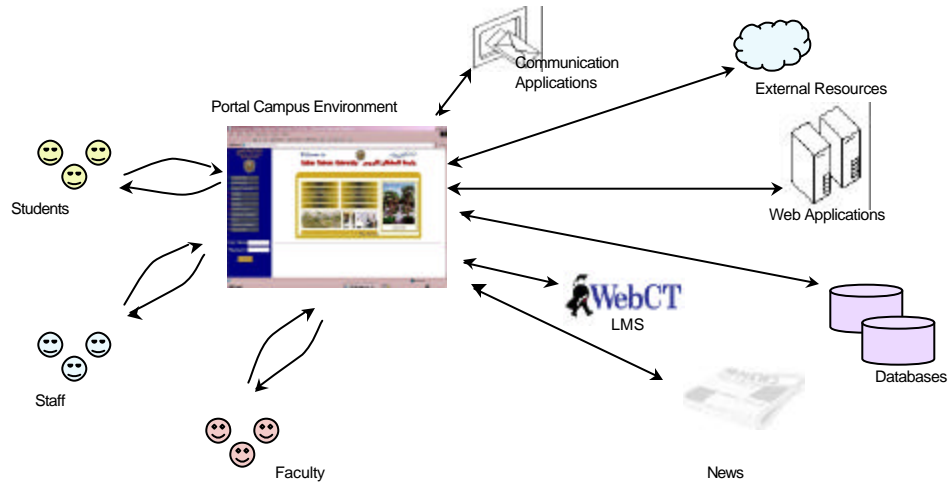 Communication
Applications
External Resources
Portal Campus Environment
Students
Web Applications
WebCT
LMS
Staff
Databases
Faculty
News